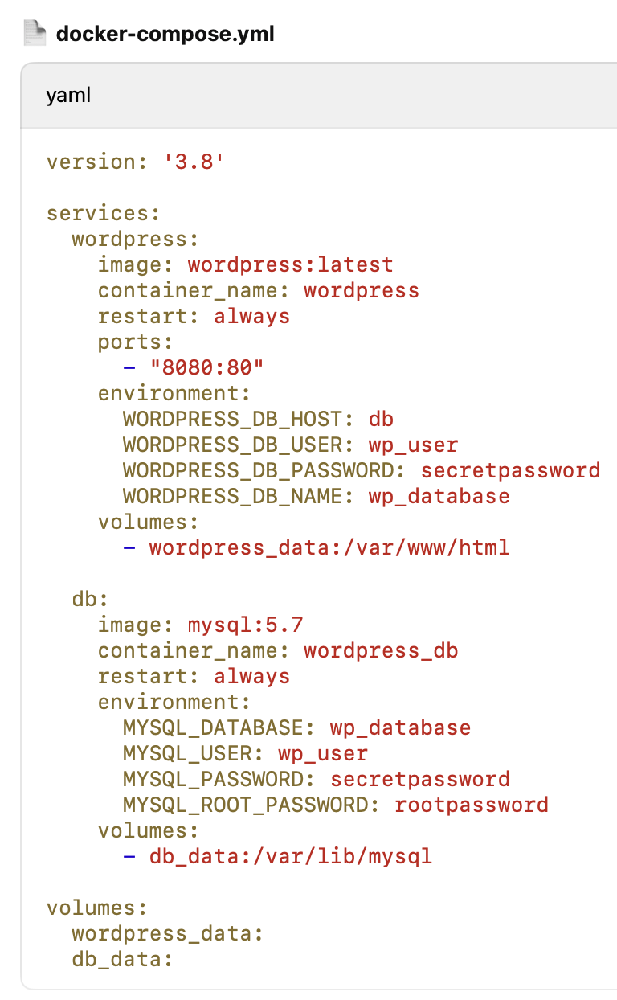 docker-compose.yml
yaml
version: '3.8'
services:
  wordpress:
    image: wordpress:latest
    container_name: wordpress
    restart: always
    ports:
      - "8080:80"
    environment:
      WORDPRESS_DB_HOST: db
      WORDPRESS_DB_USER: wp_user
      WORDPRESS_DB_PASSWORD: secretpassword
      WORDPRESS_DB_NAME: wp_database
    volumes:
      - wordpress_data:/var/www/html
  db:
    image: mysql:5.7
    container_name: wordpress_db
    restart: always
    environment:
      MYSQL_DATABASE: wp_database
      MYSQL_USER: wp_user
      MYSQL_PASSWORD: secretpassword
      MYSQL_ROOT_PASSWORD: rootpassword
    volumes:
      - db_data:/var/lib/mysql
volumes:
  wordpress_data:
  db_data: